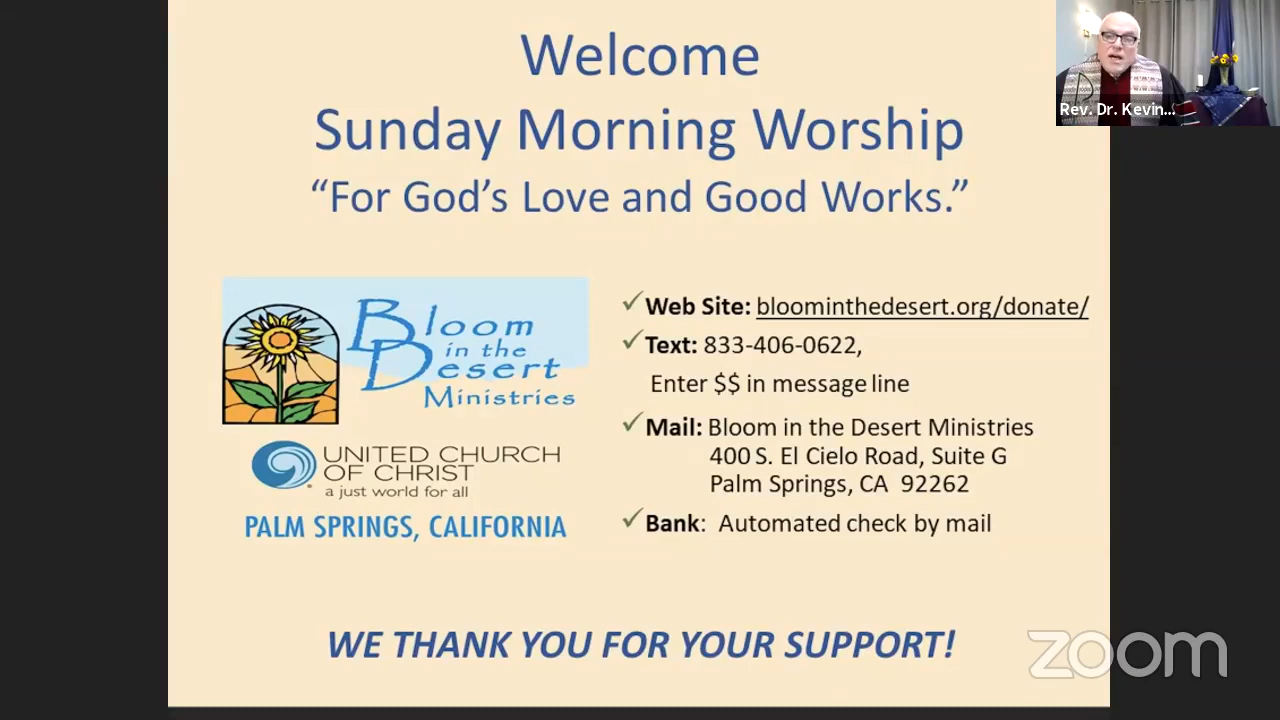 Welcome
Sunday Morning Worship
“For God’s Love and Good Works.”
Rev. Dr. Kevin...
Bloom
in the
Desert
Ministries
UNITED CHURCH
OF CHRIST
a just world for all
PALM SPRINGS, CALIFORNIA
✓Web Site: bloominthedesert.org/donate/
✓Text: 833-406-0622,
Enter $$ in message line
✓Mail: Bloom in the Desert Ministries
400 S. El Cielo Road, Suite G
Palm Springs, CA 92262
✓Bank: Automated check by mail
WE THANK YOU FOR YOUR SUPPORT!
zoom